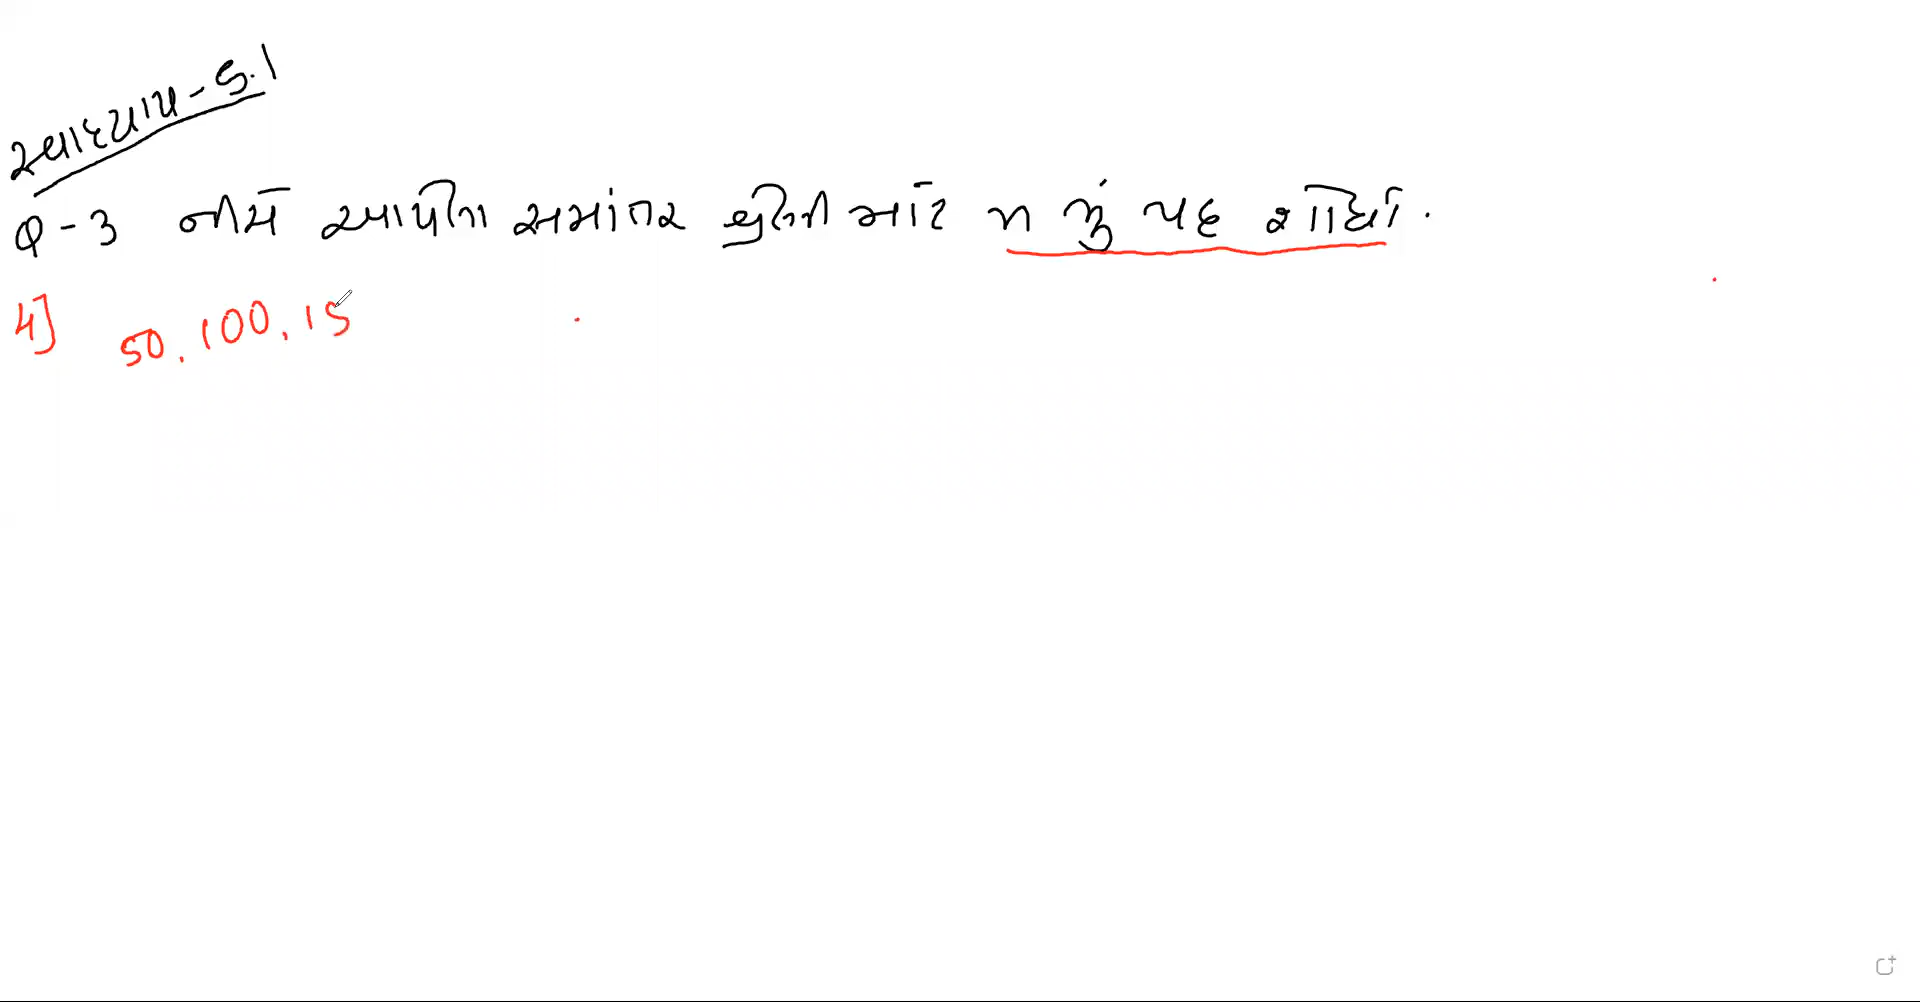 સ્વાધ્યાય - 5.1
Q-3 નીચે આપેલા સમાંતર શ્રેણી માટે n મું પદ શોધો.
4] 50, 100, 15